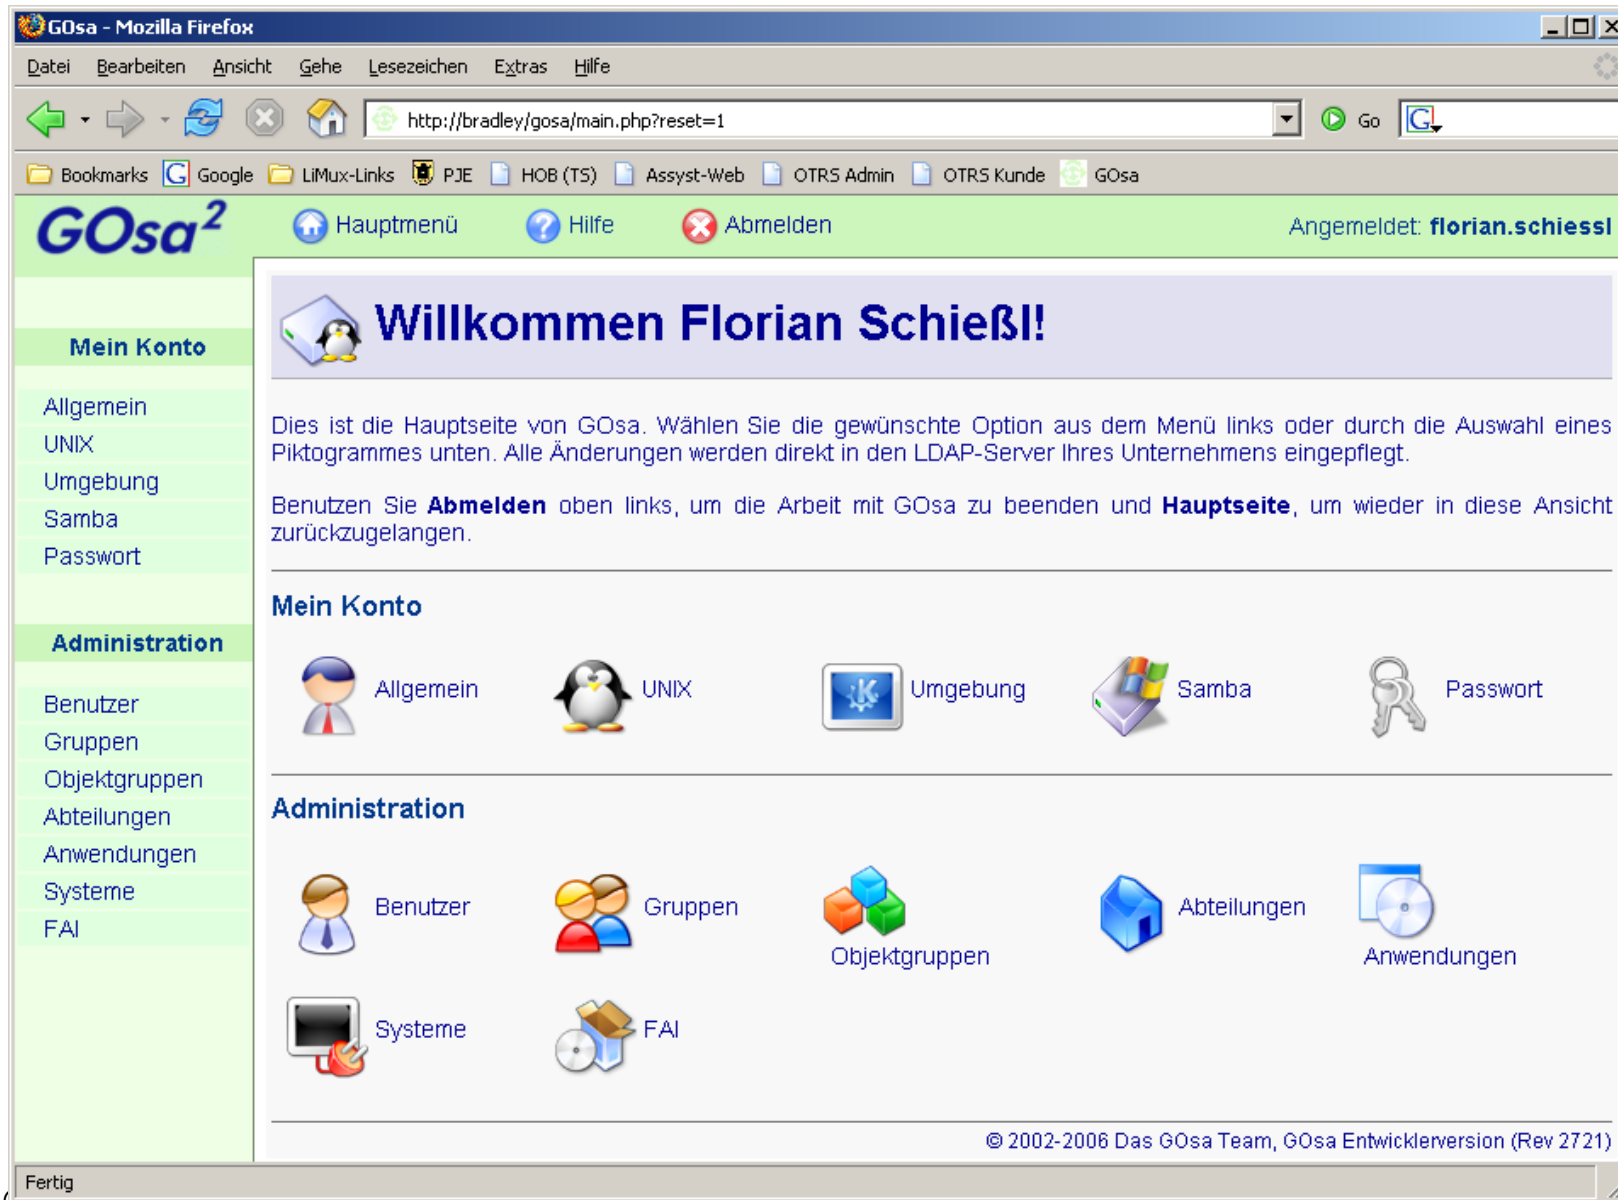 GOsa - Mozilla Firefox
Datei Bearbeiten Ansicht Gehe Lesezeichen Extras Hilfe
http://bradley/gosa/main.php?reset=1 Go G
Bookmarks G Google LiMux-Links PJE HOB (TS) Assyst-Web OTRS Admin OTRS Kunde GOsa
GOsa² Hauptmenü Hilfe Abmelden Angemeldet: florian.schiessl
Willkommen Florian Schießl!
Mein Konto
Allgemein
UNIX
Umgebung
Samba
Passwort
Administration
Benutzer
Gruppen
Objektgruppen
Abteilungen
Anwendungen
Systeme
FAI
Dies ist die Hauptseite von GOsa. Wählen Sie die gewünschte Option aus dem Menü links oder durch die Auswahl eines
Piktogrammes unten. Alle Änderungen werden direkt in den LDAP-Server Ihres Unternehmens eingepflegt.
Benutzen Sie Abmelden oben links, um die Arbeit mit GOsa zu beenden und Hauptseite, um wieder in diese Ansicht
zurückzugelangen.
Mein Konto
Allgemein UNIX Umgebung Samba Passwort
Administration
Benutzer Gruppen Objektgruppen Abteilungen Anwendungen
Systeme FAI
© 2002-2006 Das GOsa Team, GOsa Entwicklerversion (Rev 2721)
Fertig